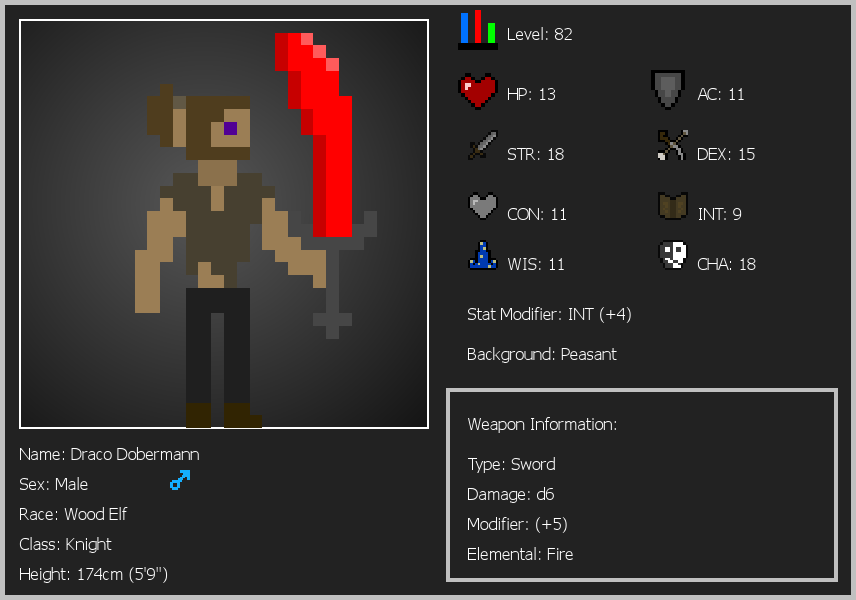 Level: 82
HP: 13
AC: 11
STR: 18
DEX: 15
CON: 11
INT: 9
WIS: 11
CHA: 18
Stat Modifier: INT (+4)
Background: Peasant
Weapon Information:
Type: Sword
Damage: d6
Modifier: (+5)
Elemental: Fire
Name: Draco Dobermann
Sex: Male
Race: Wood Elf
Class: Knight
Height: 174cm (5'9")